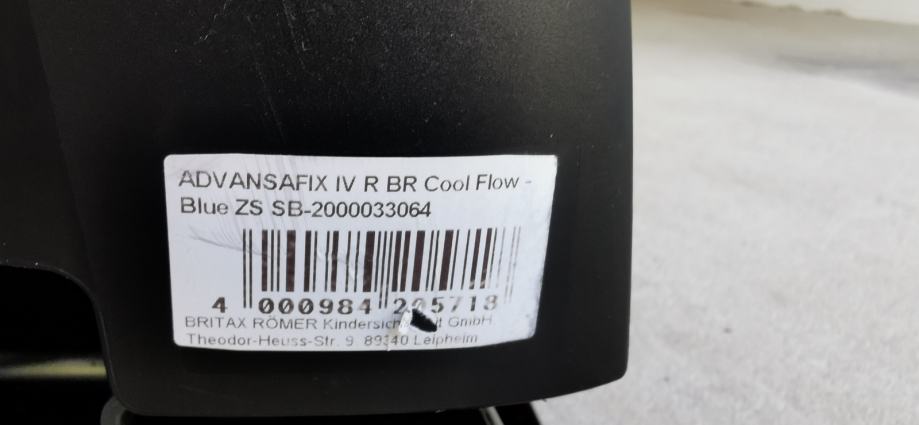 ADVANSAFIX IV R BR Cool Flow -
Blue ZS SB-2000033064
4 000984 205718
BRITAX RÖMER GmbH.
Theodor-Heuss-Str. 9. 89340 Leipheim